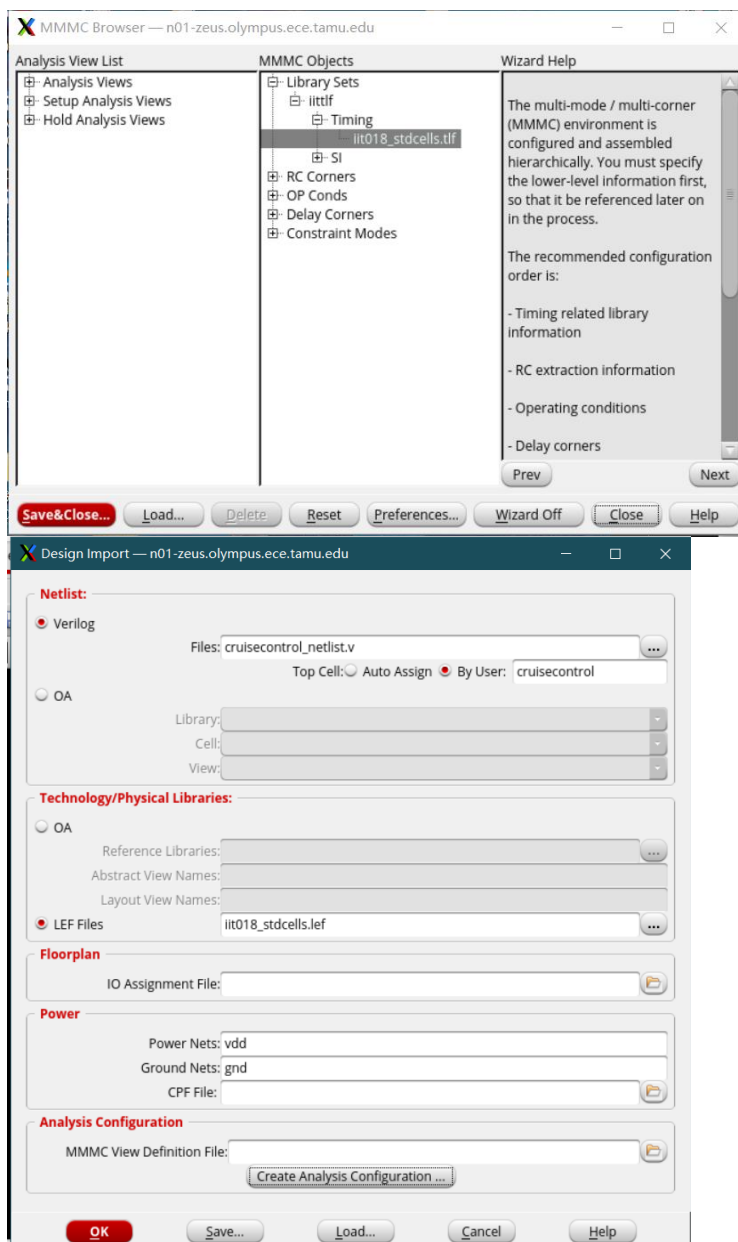 MMMC Browser — n01-zeus.olympus.ece.tamu.edu
Analysis View List
Analysis Views
Setup Analysis Views
Hold Analysis Views
MMMC Objects
Library Sets
iittlf
Timing
iit018_stdcells.tlf
SI
RC Corners
OP Conds
Delay Corners
Constraint Modes
Wizard Help
The multi-mode / multi-corner
(MMMC) environment is
configured and assembled
hierarchically. You must specify
the lower-level information first,
so that it be referenced later on
in the process.
The recommended configuration
order is:
- Timing related library
information
- RC extraction information
- Operating conditions
- Delay corners
Prev Next
Save&Close... Load... Delete Reset Preferences... Wizard Off Close Help
Design Import — n01-zeus.olympus.ece.tamu.edu
Netlist:
Verilog
Files: cruisecontrol_netlist.v ...
Top Cell: Auto Assign By User: cruisecontrol
OA
Library:
Cell:
View:
Technology/Physical Libraries:
OA
Reference Libraries: ...
Abstract View Names:
Layout View Names:
LEF Files iit018_stdcells.lef ...
Floorplan
IO Assignment File:
Power
Power Nets: vdd
Ground Nets: gnd
CPF File:
Analysis Configuration
MMMC View Definition File:
Create Analysis Configuration ...
OK Save... Load... Cancel Help